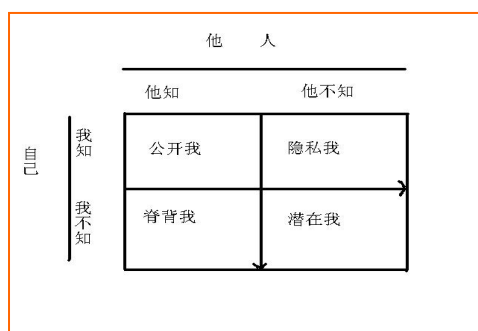 他 人
他知 他不知
自己
我知
公开我 隐私我
我不知
脊背我 潜在我